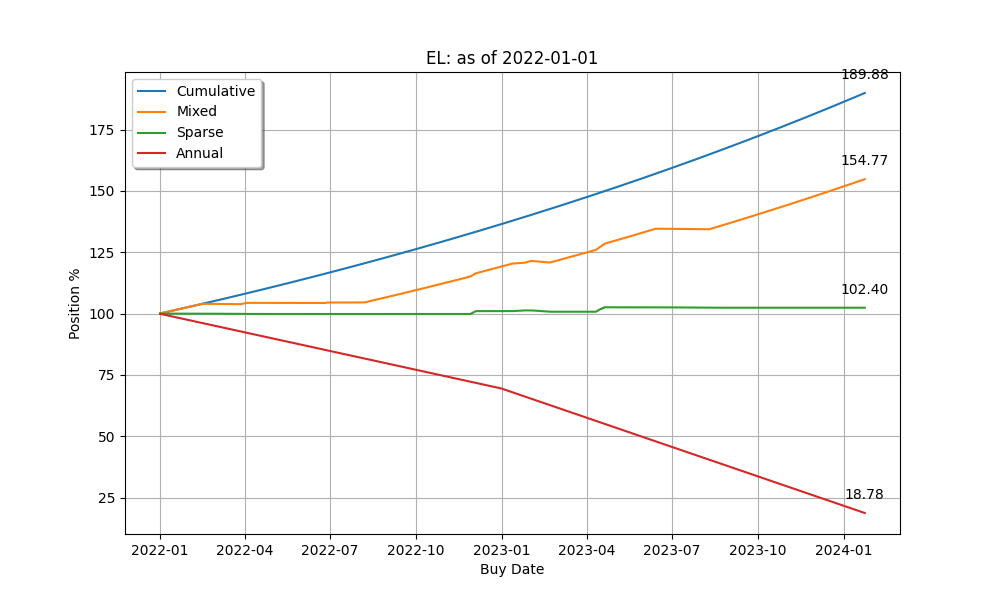 EL: as of 2022-01-01
Cumulative
Mixed
Sparse
Annual
189.88
154.77
102.40
18.78
175
150
125
100
75
50
25
Position %
2022-01 2022-04 2022-07 2022-10 2023-01 2023-04 2023-07 2023-10 2024-01
Buy Date